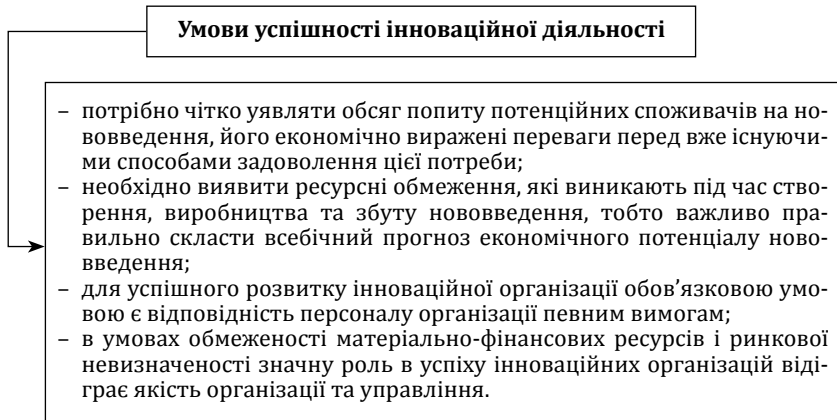 Умови успішності інноваційної діяльності
– потрібно чітко уявляти обсяг попиту потенційних споживачів на но-
вовведення, його економічно виражені переваги перед вже існуючи-
ми способами задоволення цієї потреби;
– необхідно виявити ресурсні обмеження, які виникають під час ство-
рення, виробництва та збуту нововведення, тобто важливо пра-
вильно скласти всебічний прогноз економічного потенціалу ново-
введення;
– для успішного розвитку інноваційної організації обов’язковою умо-
вою є відповідність персоналу організації певним вимогам;
– в умовах обмеженості матеріально-фінансових ресурсів і ринкової
невизначеності значну роль в успіху інноваційних організацій віді-
грає якість організації та управління.